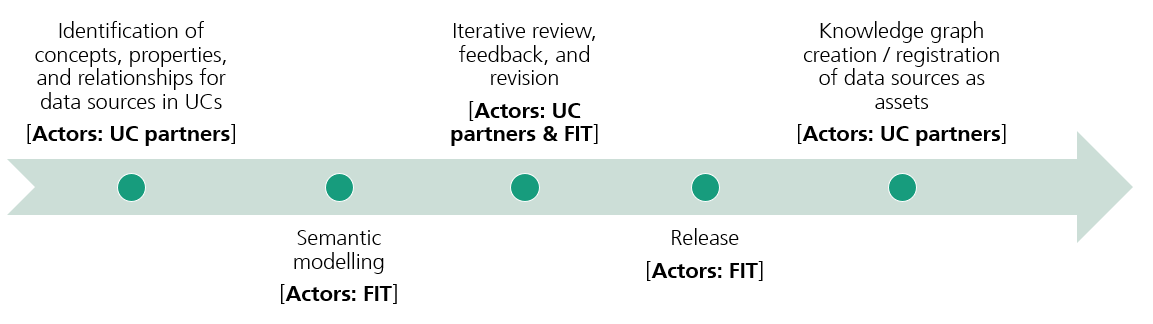 Identification of
concepts, properties,
and relationships for
data sources in UCs
[Actors: UC partners]
Semantic
modelling
[Actors: FIT]
Iterative review,
feedback, and
revision
[Actors: UC
partners & FIT]
Release
[Actors: FIT]
Knowledge graph
creation / registration
of data sources as
assets
[Actors: UC partners]